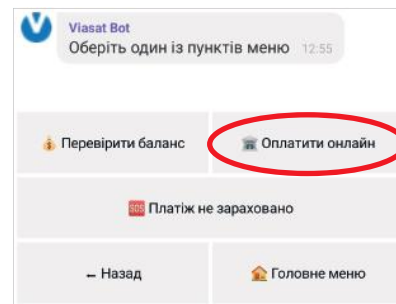 Viasat Bot
Оберіть один із пунктів меню 12:55
Перевірити баланс
Оплатити онлайн
SOS Платіж не зараховано
← Назад
Головне меню